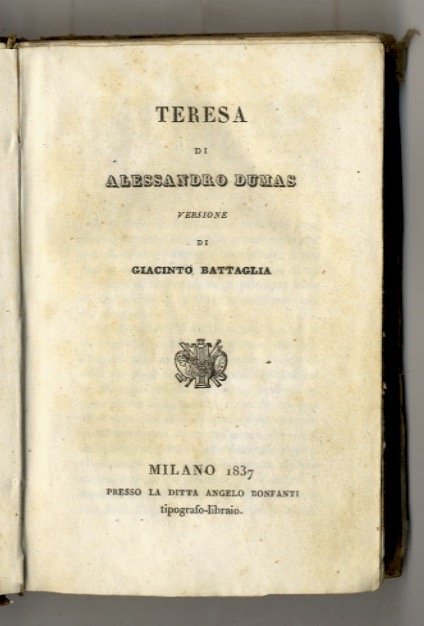 TERESA
DI
ALESSANDRO DUMAS
VERSIONE
DI
GIACINTO BATTAGLIA
MILANO 1837
PRESSO LA DITTA ANGELO BONFANTI
tipografo-libraio.